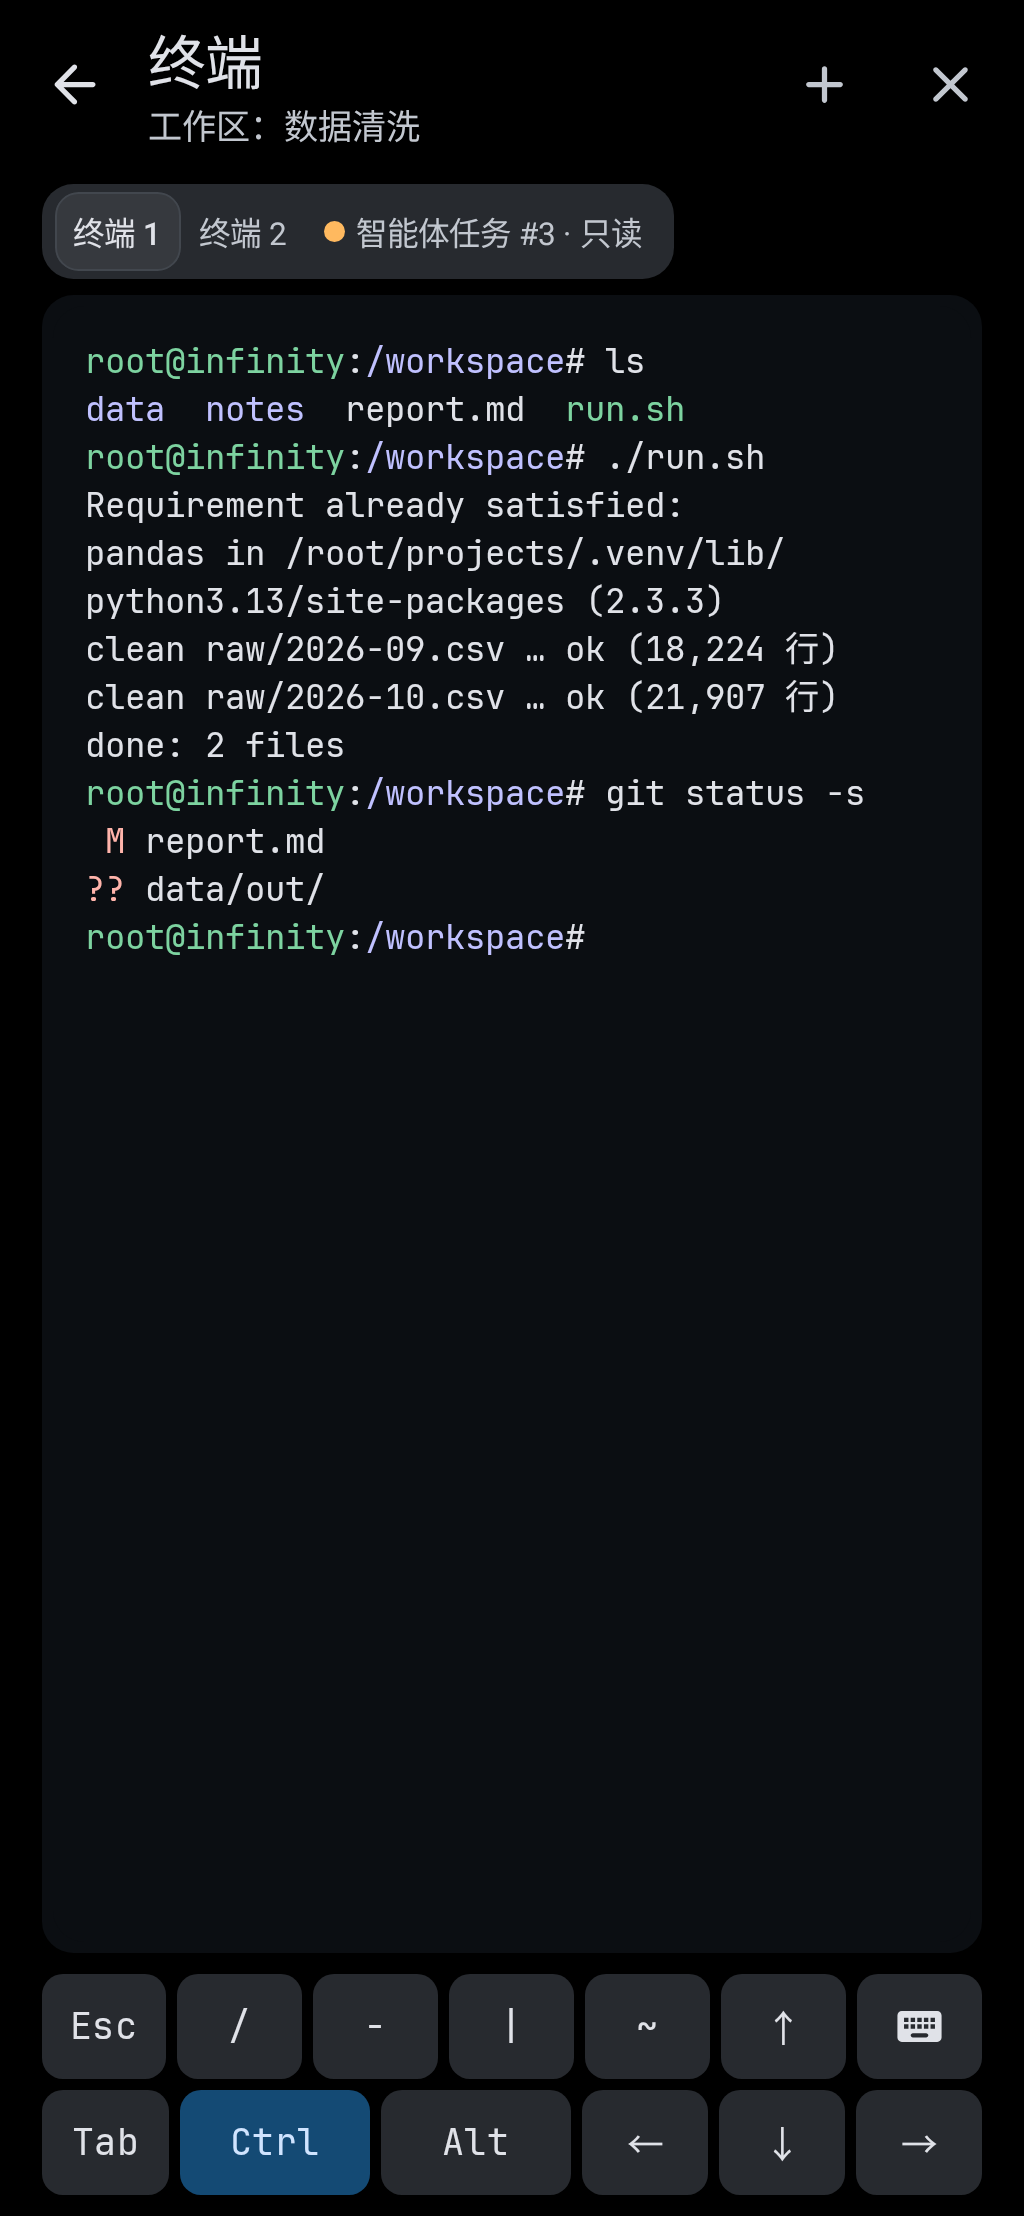 终端
工作区：数据清洗
终端 1 终端 2 智能体任务 #3 · 只读
root@infinity:/workspace# ls
data  notes  report.md  run.sh
root@infinity:/workspace# ./run.sh
Requirement already satisfied:
pandas in /root/projects/.venv/lib/
python3.13/site-packages (2.3.3)
clean raw/2026-09.csv … ok (18,224 行)
clean raw/2026-10.csv … ok (21,907 行)
done: 2 files
root@infinity:/workspace# git status -s
 M report.md
?? data/out/
root@infinity:/workspace#
Esc / - | ~ ↑
Tab Ctrl Alt ← ↓ →